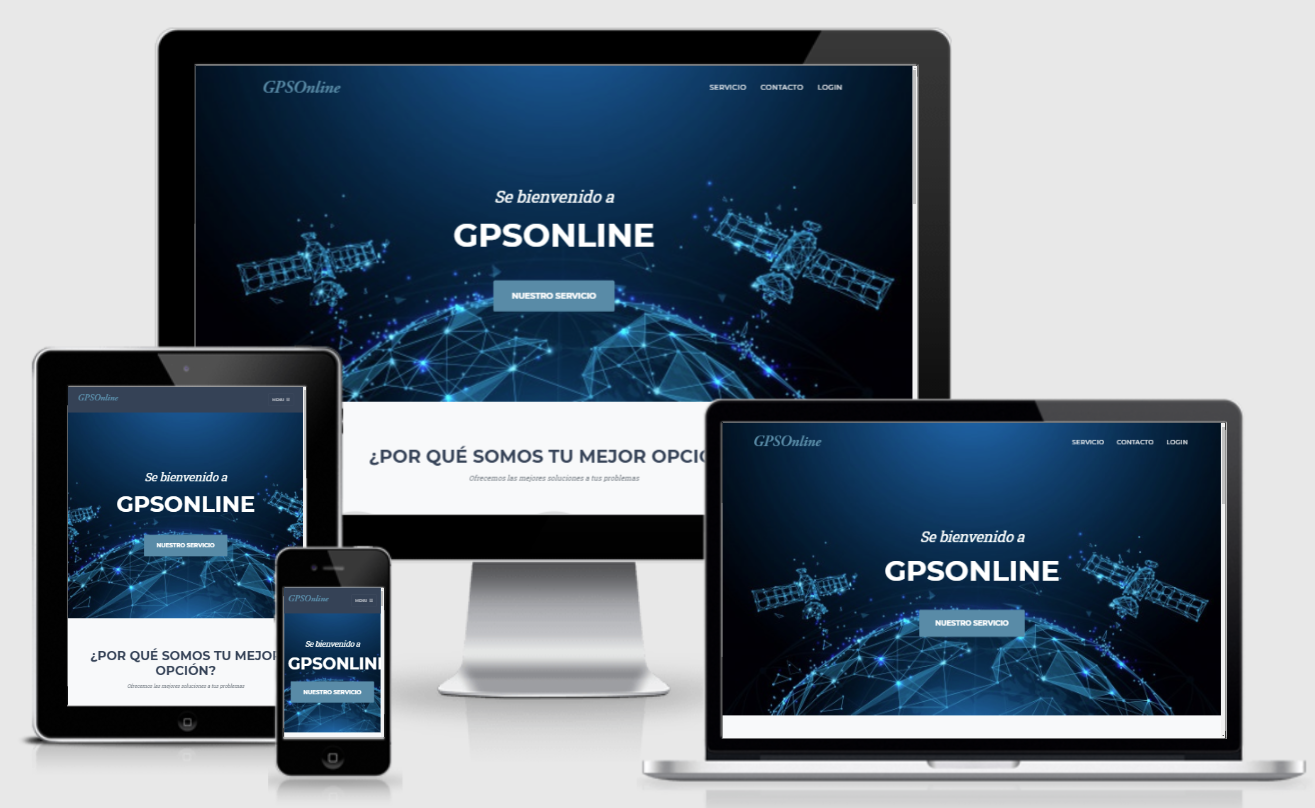 GPSOnline
SERVICIO CONTACTO LOGIN
Se bienvenido a
GPSONLINE
NUESTRO SERVICIO
¿POR QUÉ SOMOS TU MEJOR OPCIÓ
Ofrecemos las mejores soluciones a tus problemas
GPSOnline
MENU
Se bienvenido a
GPSONLINE
NUESTRO SERVICIO
¿POR QUÉ SOMOS TU MEJOR
OPCIÓN?
Ofrecemos las mejores soluciones a tus problemas
GPSOnline
MENU
Se bienvenido a
GPSONLINE
NUESTRO SERVICIO
GPSOnline
SERVICIO CONTACTO LOGIN
Se bienvenido a
GPSONLINE
NUESTRO SERVICIO